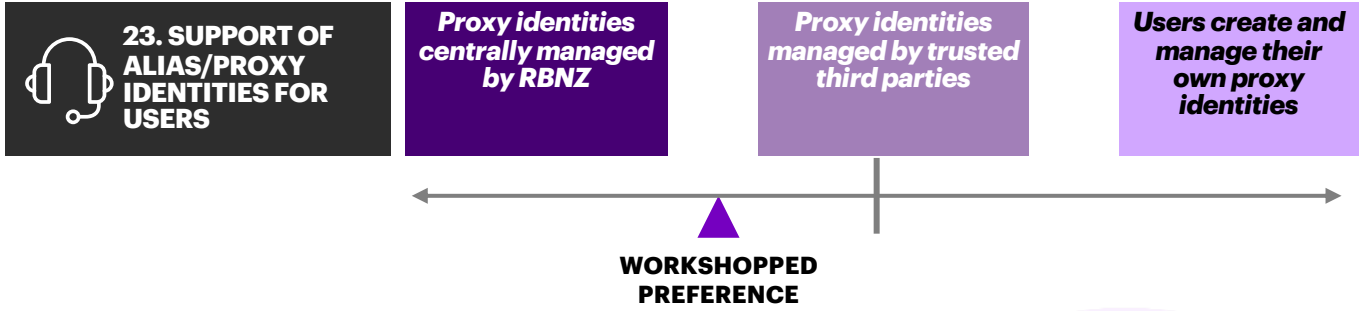 23. SUPPORT OF
ALIAS/PROXY
IDENTITIES FOR
USERS
Proxy identities
centrally managed
by RBNZ
Proxy identities
managed by trusted
third parties
Users create and
manage their
own proxy
identities
WORKSHOPPED
PREFERENCE